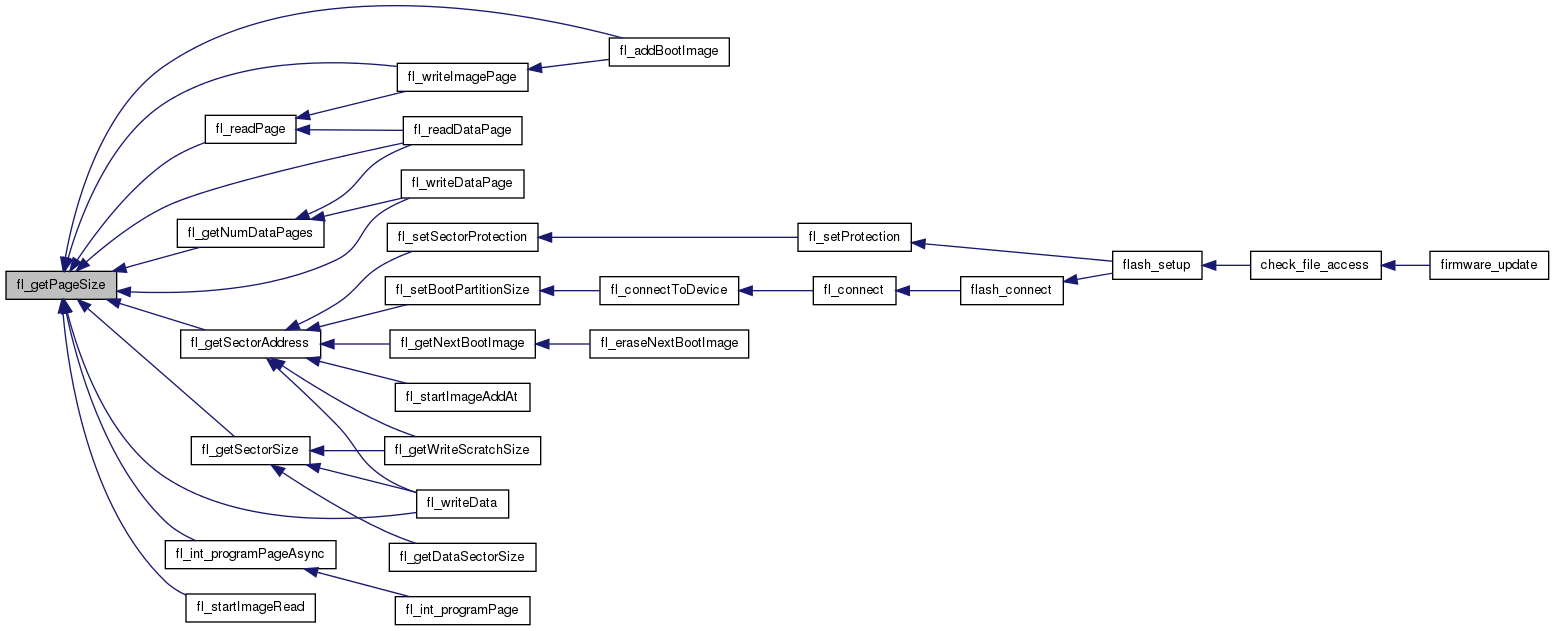 fl_addBootImage
fl_writeImagePage
fl_readPage
fl_readDataPage
fl_writeDataPage
fl_getNumDataPages
fl_setSectorProtection
fl_setProtection
flash_setup
check_file_access
firmware_update
fl_getPageSize
fl_setBootPartitionSize
fl_connectToDevice
fl_connect
flash_connect
fl_getSectorAddress
fl_getNextBootImage
fl_eraseNextBootImage
fl_startImageAddAt
fl_getSectorSize
fl_getWriteScratchSize
fl_writeData
fl_int_programPageAsync
fl_getDataSectorSize
fl_startImageRead
fl_int_programPage